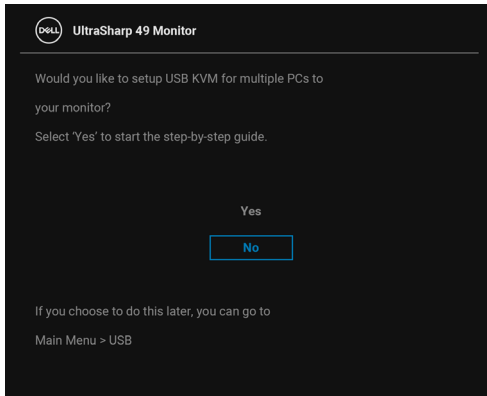 DELL UltraSharp 49 Monitor
Would you like to setup USB KVM for multiple PCs to
your monitor?
Select ‘Yes’ to start the step-by-step guide.
Yes
No
If you choose to do this later, you can go to
Main Menu > USB